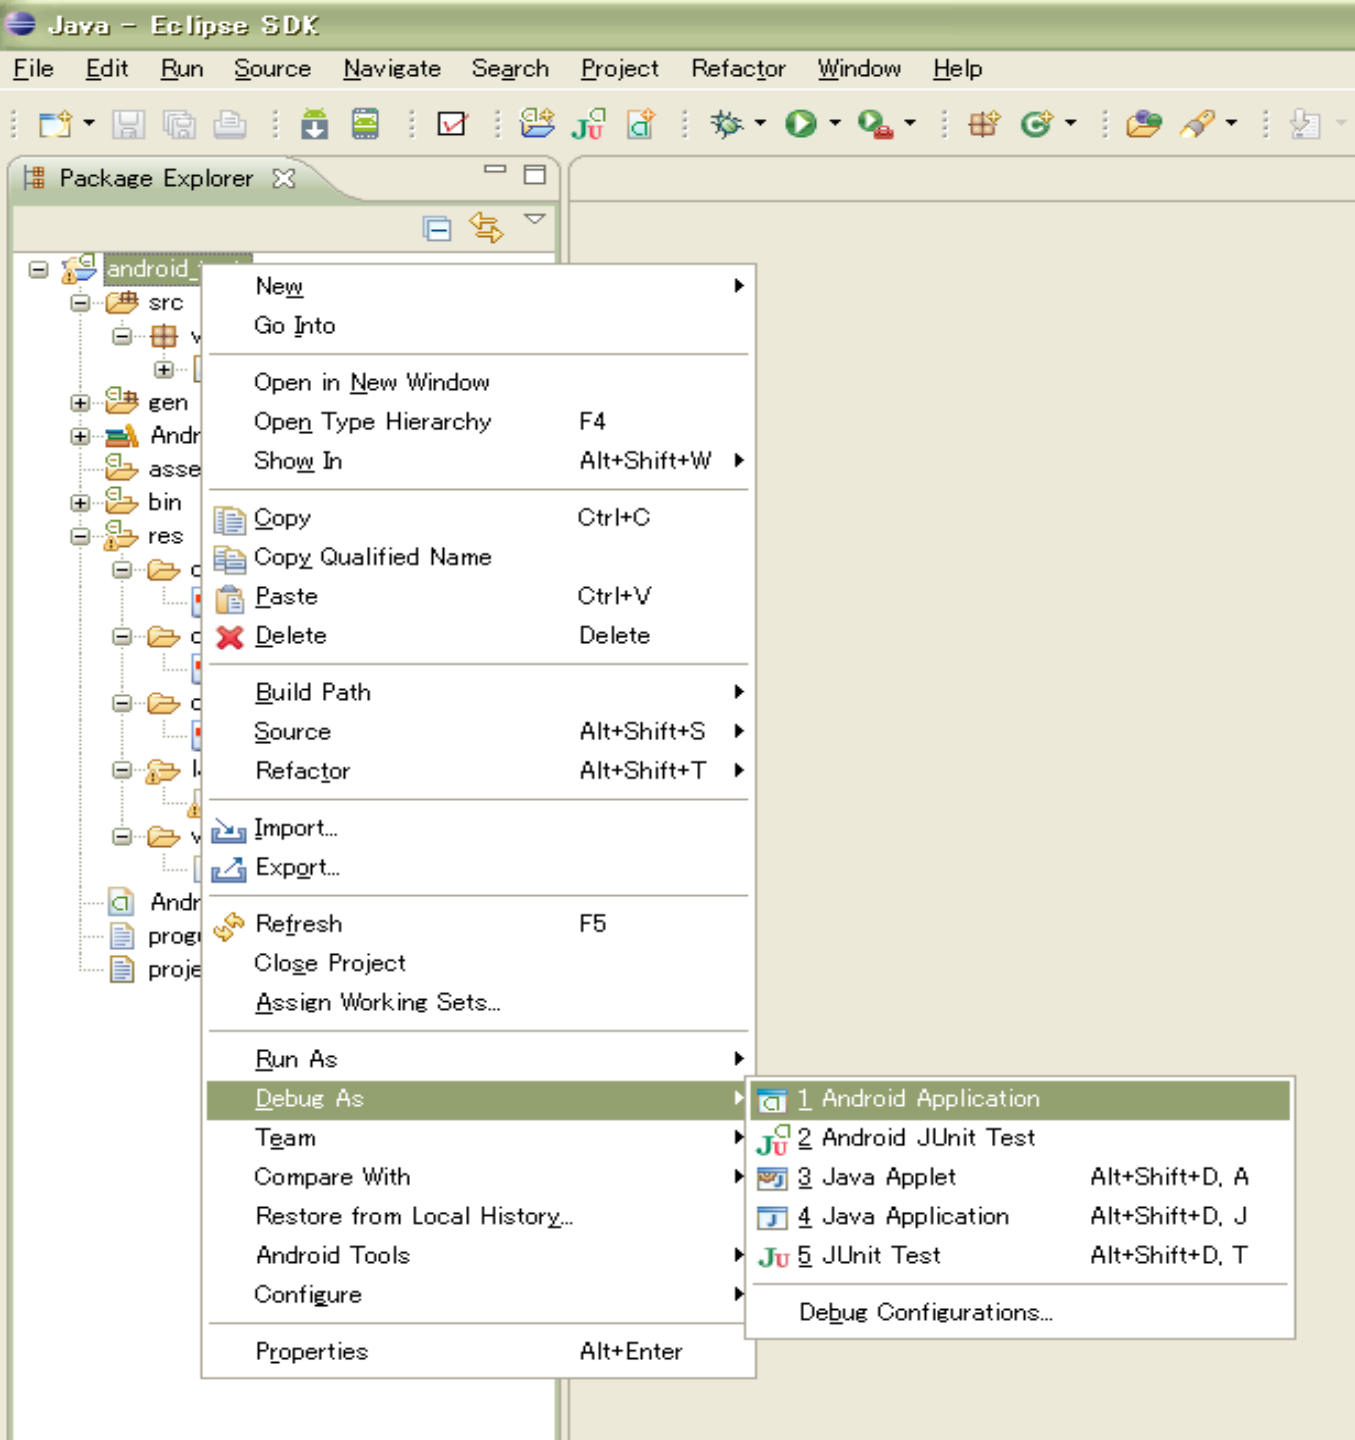 Java - Eclipse SDK
File Edit Run Source Navigate Search Project Refactor Window Help
Package Explorer
android_
src
gen
bin
res
New
Go Into
Open in New Window
Open Type Hierarchy F4
Show In Alt+Shift+W
Copy Ctrl+C
Copy Qualified Name
Paste Ctrl+V
Delete Delete
Build Path
Source Alt+Shift+S
Refactor Alt+Shift+T
Import...
Export...
Refresh F5
Close Project
Assign Working Sets...
Run As
Debug As
Team
Compare With
Restore from Local History...
Android Tools
Configure
Properties Alt+Enter
1 Android Application
2 Android JUnit Test
3 Java Applet Alt+Shift+D, A
4 Java Application Alt+Shift+D, J
5 JUnit Test Alt+Shift+D, T
Debug Configurations...